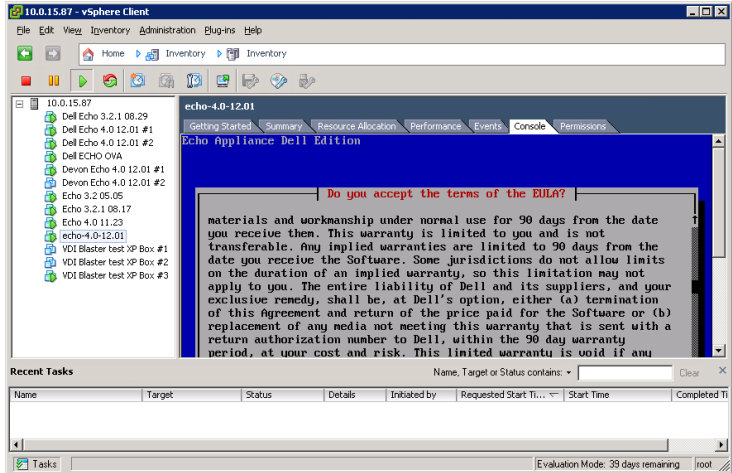 10.0.15.87 - vSphere Client
File Edit View Inventory Administration Plug-ins Help
Home Inventory Inventory
10.0.15.87
Dell Echo 3.2.1 08.29
Dell Echo 4.0 12.01 #1
Dell Echo 4.0 12.01 #2
Dell ECHO OVA
Devon Echo 4.0 12.01 #1
Devon Echo 4.0 12.01 #2
Echo 3.2 05.05
Echo 3.2.1 08.17
Echo 4.0 11.23
echo-4.0-12.01
VDI Blaster test XP Box #1
VDI Blaster test XP Box #2
VDI Blaster test XP Box #3
echo-4.0-12.01
Getting Started Summary Resource Allocation Performance Events Console Permissions
Echo Appliance Dell Edition
Do you accept the terms of the EULA?
materials and workmanship under normal use for 90 days from the date
you receive them. This warranty is limited to you and is not
transferable. Any implied warranties are limited to 90 days from the
date you receive the Software. Some jurisdictions do not allow limits
on the duration of an implied warranty, so this limitation may not
apply to you. The entire liability of Dell and its suppliers, and your
exclusive remedy, shall be, at Dell's option, either (a) termination
of this Agreement and return of the price paid for the Software or (b)
replacement of any media not meeting this warranty that is sent with a
return authorization number to Dell, within the 90 day warranty
period, at your cost and risk. This limited warranty is void if any
Recent Tasks
Name, Target or Status contains: Clear
Name Target Status Details Initiated by Requested Start Ti... Start Time Completed Ti
Tasks Evaluation Mode: 39 days remaining root